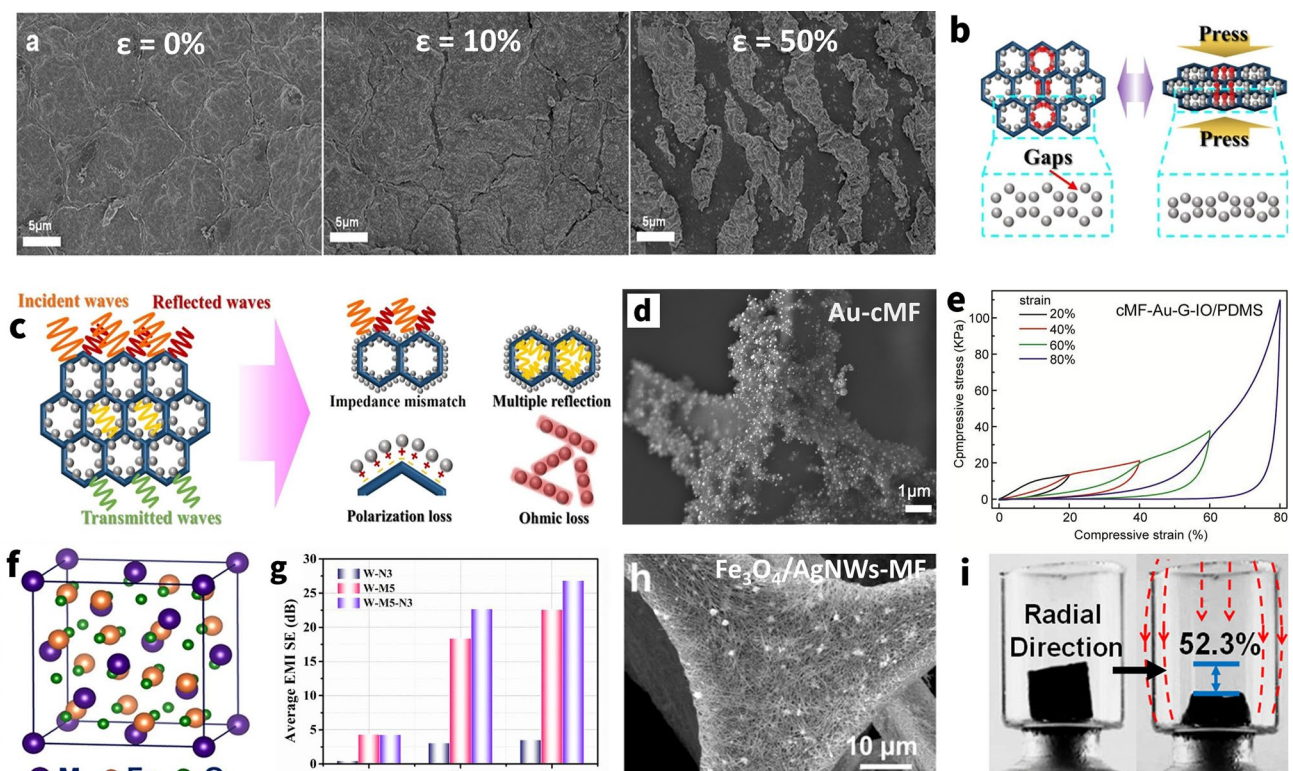 a
ε = 0%
ε = 10%
ε = 50%
5μm
5μm
5μm
b
Press
Press
Gaps
c
Incident waves
Reflected waves
Transmitted waves
Impedance mismatch
Multiple reflection
Polarization loss
Ohmic loss
d
Au-cMF
1μm
e
strain
20%
40%
60%
80%
cMF-Au-G-IO/PDMS
Cpmpressive stress (KPa)
100
80
60
40
20
0
0
20
40
60
80
Compressive strain (%)
f
g
W-N3
W-M5
W-M5-N3
Average EMI SE (dB)
30
25
20
15
10
5
0
h
Fe₃O₄/AgNWs-MF
10 μm
i
Radial
Direction
52.3%